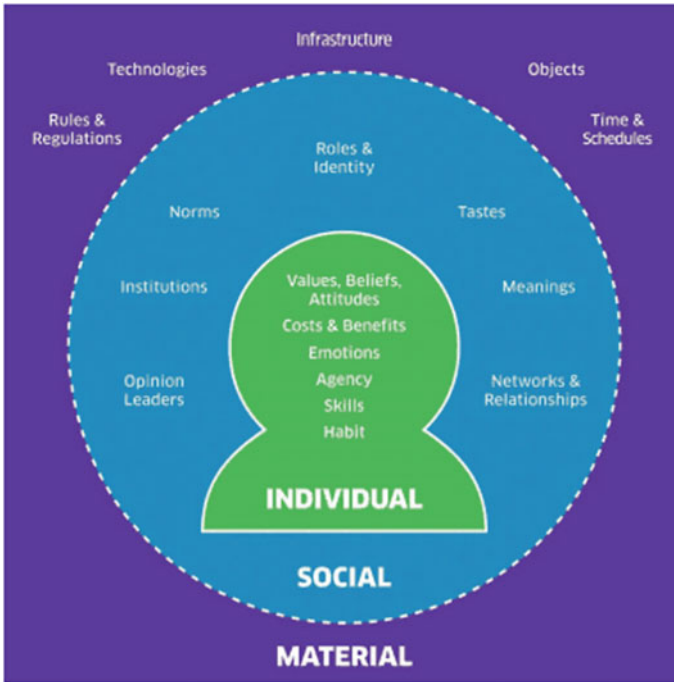 Infrastructure
Technologies
Objects
Rules &
Regulations
Time &
Schedules
Roles &
Identity
Norms
Tastes
Institutions
Meanings
Opinion
Leaders
Networks &
Relationships
Values, Beliefs,
Attitudes
Costs & Benefits
Emotions
Agency
Skills
Habit
INDIVIDUAL
SOCIAL
MATERIAL